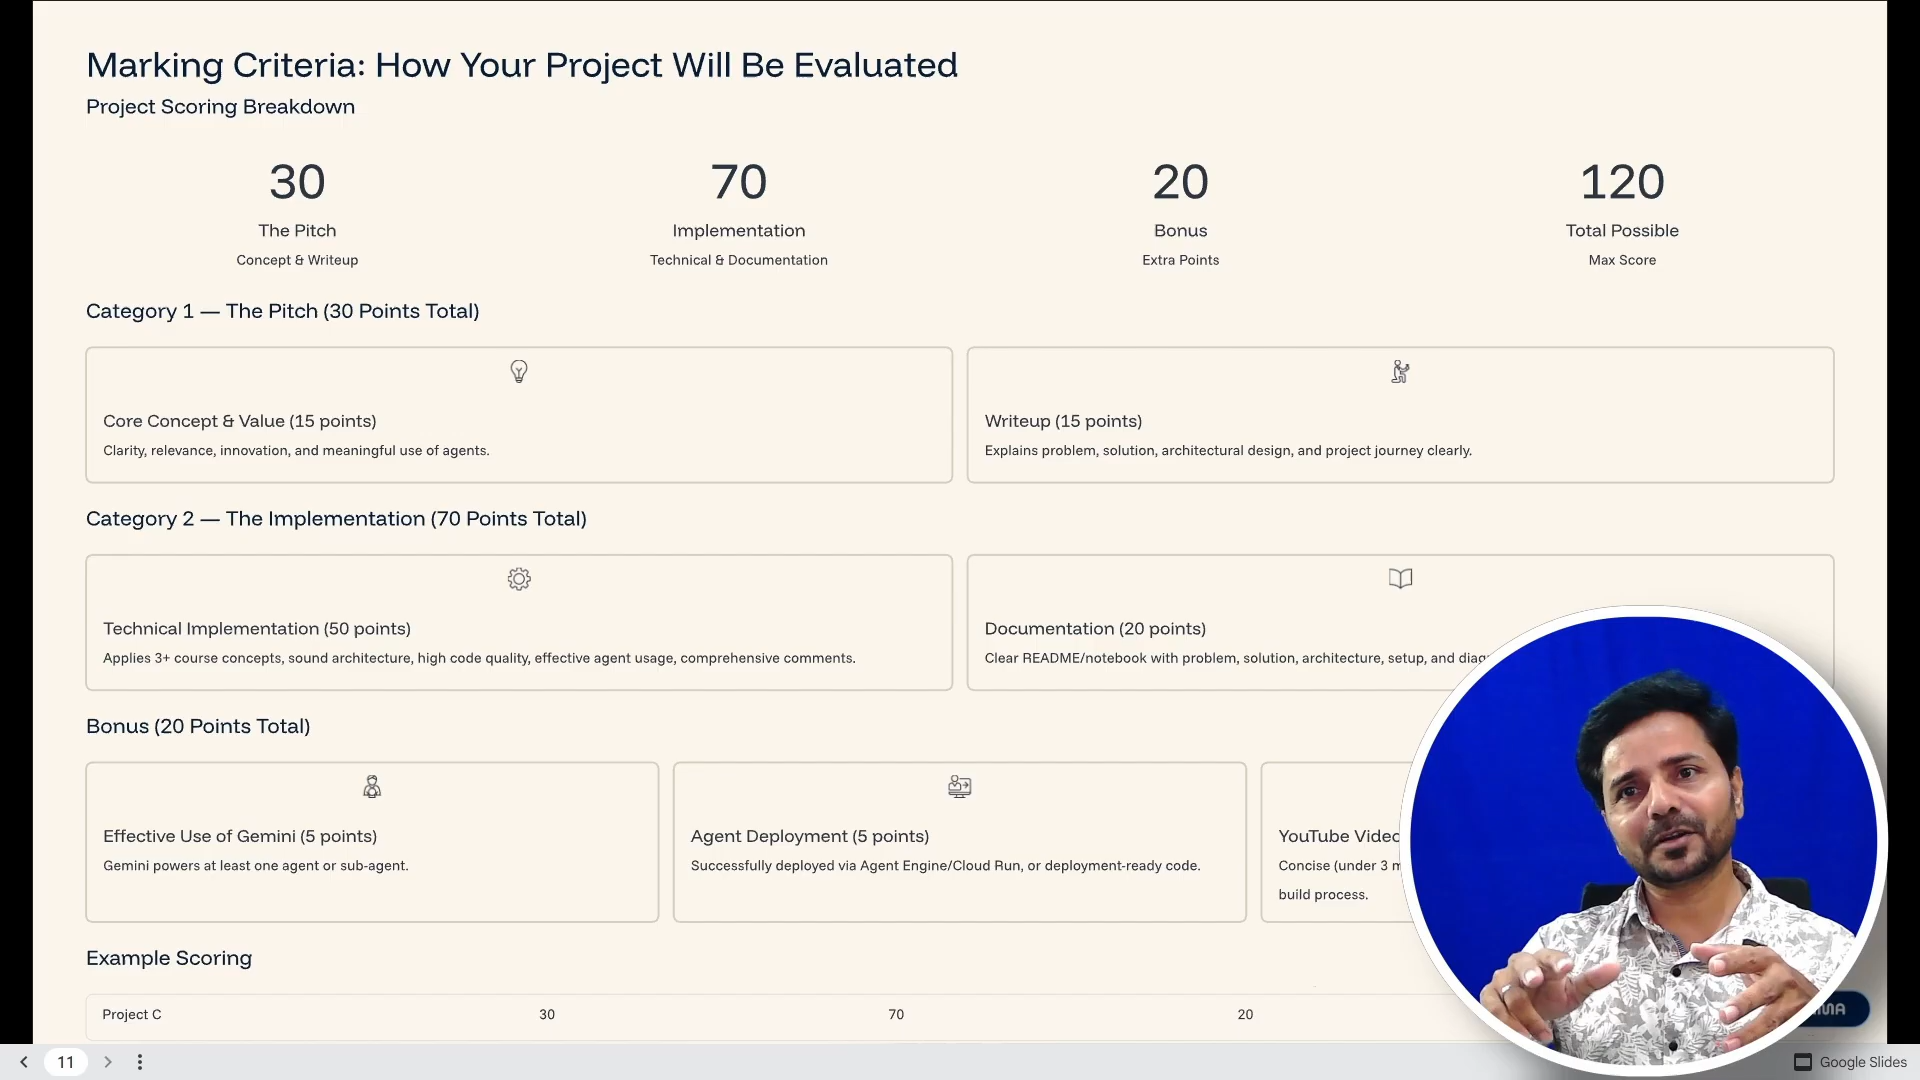 Marking Criteria: How Your Project Will Be Evaluated
Project Scoring Breakdown
30
70
20
120
The Pitch
Implementation
Bonus
Total Possible
Concept & Writeup
Technical & Documentation
Extra Points
Max Score
Category 1 — The Pitch (30 Points Total)
Core Concept & Value (15 points)
Clarity, relevance, innovation, and meaningful use of agents.
Writeup (15 points)
Explains problem, solution, architectural design, and project journey clearly.
Category 2 — The Implementation (70 Points Total)
Technical Implementation (50 points)
Applies 3+ course concepts, sound architecture, high code quality, effective agent usage, comprehensive comments.
Documentation (20 points)
Clear README/notebook with problem, solution, architecture, setup, and
Bonus (20 Points Total)
Effective Use of Gemini (5 points)
Gemini powers at least one agent or sub-agent.
Agent Deployment (5 points)
Successfully deployed via Agent Engine/Cloud Run, or deployment-ready code.
YouTube Video
Concise (under 3
build process.
Example Scoring
Project C 30 70 20
11
Google Slides